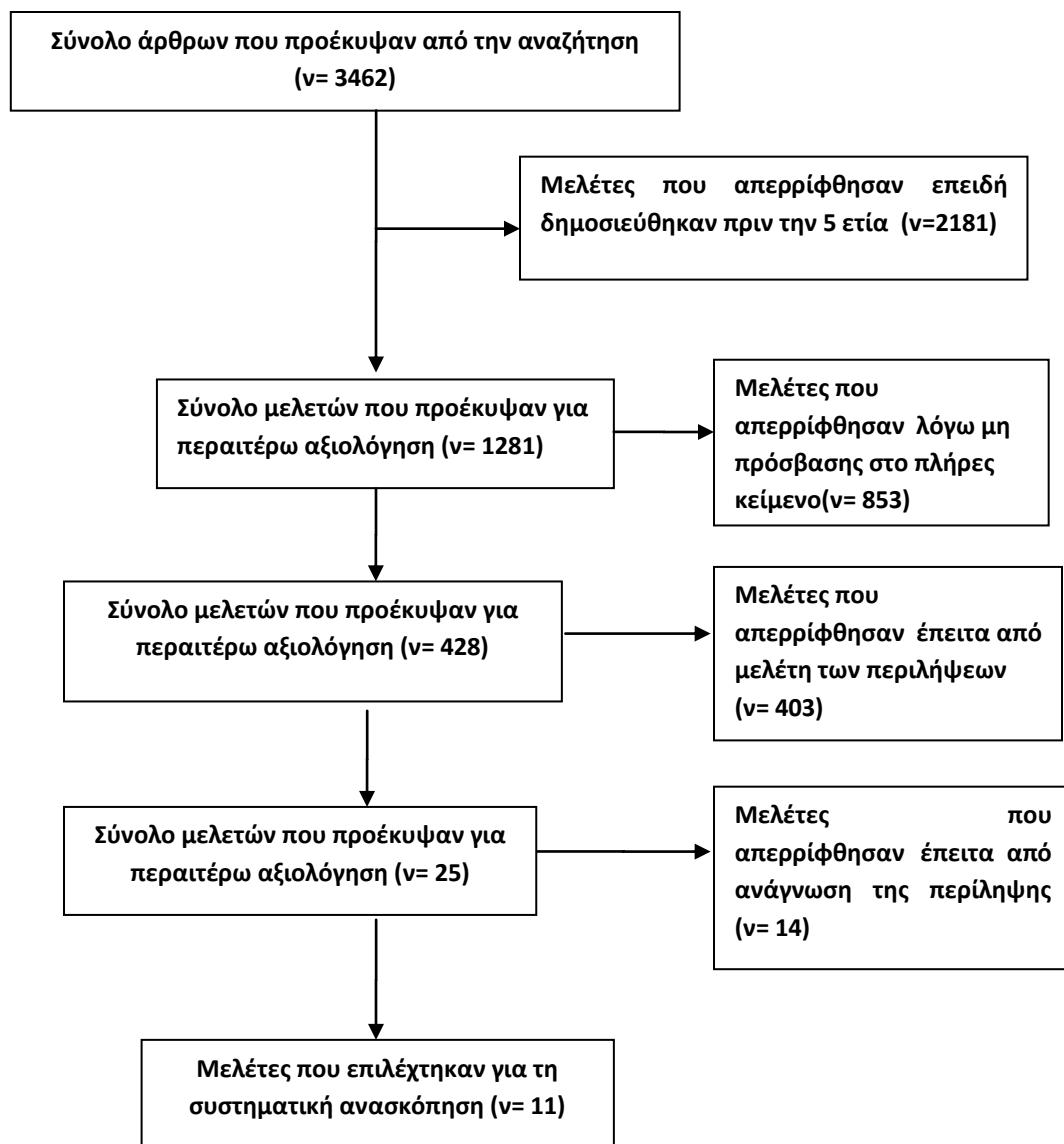 Σύνολο άρθρων που προέκυψαν από την αναζήτηση
(ν= 3462)
Μελέτες που απερρίφθησαν επειδή
δημοσιεύθηκαν πριν την 5 ετία (ν=2181)
Σύνολο μελετών που προέκυψαν για
περαιτέρω αξιολόγηση (ν= 1281)
Μελέτες που
απερρίφθησαν λόγω μη
πρόσβασης στο πλήρες
κείμενο(ν= 853)
Σύνολο μελετών που προέκυψαν για
περαιτέρω αξιολόγηση (ν= 428)
Μελέτες που
απερρίφθησαν έπειτα από
μελέτη των περιλήψεων
(ν= 403)
Σύνολο μελετών που προέκυψαν για
περαιτέρω αξιολόγηση (ν= 25)
Μελέτες που
απερρίφθησαν έπειτα από
ανάγνωση της περίληψης
(ν= 14)
Μελέτες που επιλέχτηκαν για τη
συστηματική ανασκόπηση (ν= 11)